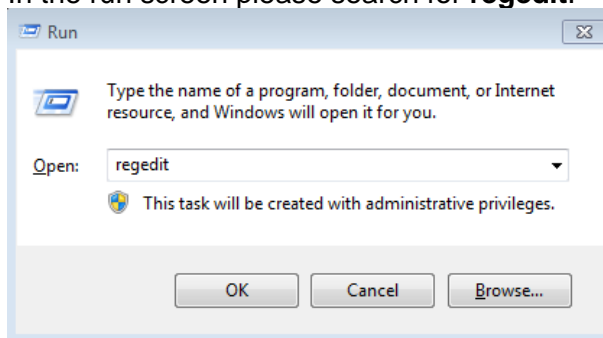 In the run screen please search for regedit.
Run
Type the name of a program, folder, document, or Internet
resource, and Windows will open it for you.
Open:
regedit
This task will be created with administrative privileges.
OK
Cancel
Browse...